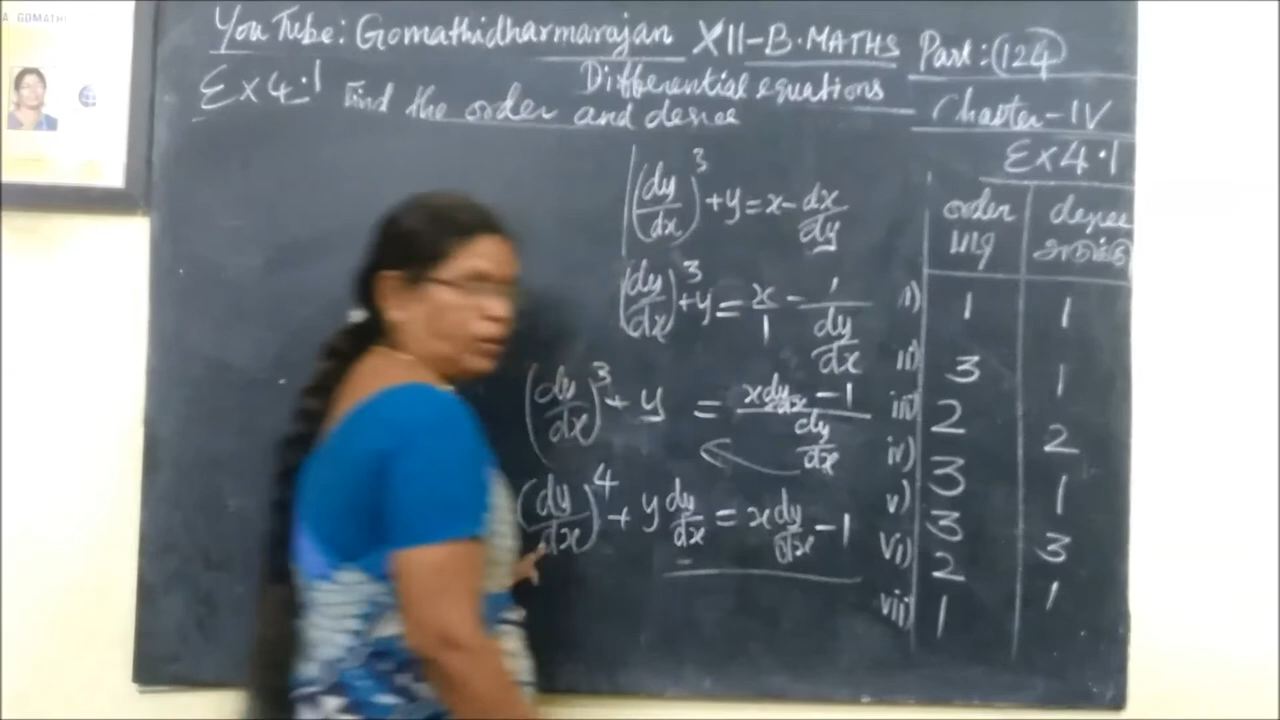 A GOMATHI
YouTube: Gomathidharmarajan XII-B. MATHS Part: 124
Differential equations
Ex 4.1 Find the order and degree
Chapter-IV
Ex 4.1
(dy/dx)^3 + y = x - dx/dy
(dy/dx)^3 + y = x/1 - 1/(dy/dx)
(dy/dx)^3 + y = (x dy/dx - 1)/(dy/dx)
(dy/dx)^4 + y dy/dx = x dy/dx - 1
order degree
i) 1 1
ii) 3 1
iii) 2 2
iv) 3 1
v) 3 3
vi) 2 1
vii) 1